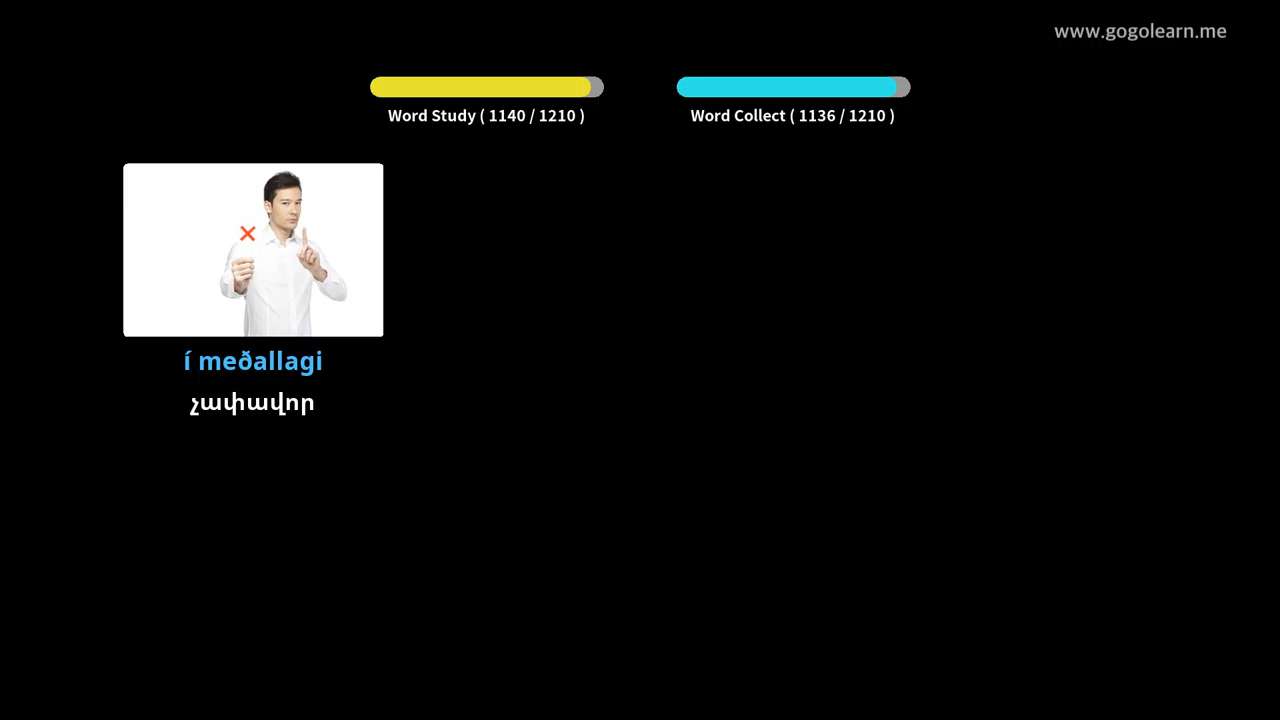 www.gogolearn.me
Word Study ( 1140 / 1210 )
Word Collect ( 1136 / 1210 )
í meðallagi
չափավոր